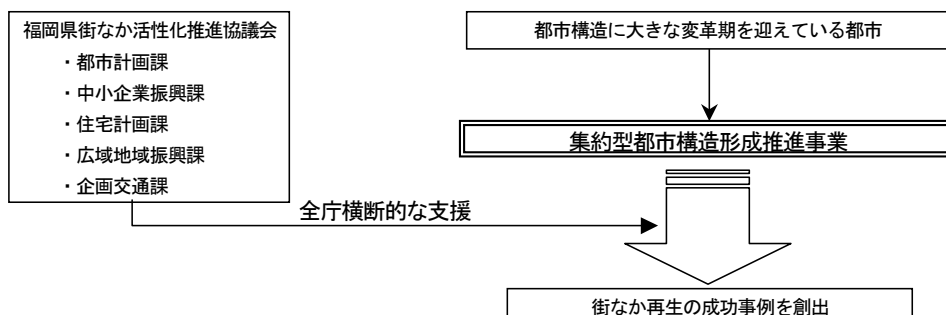 福岡県街なか活性化推進協議会
・都市計画課
・中小企業振興課
・住宅計画課
・広域地域振興課
・企画交通課
都市構造に大きな変革期を迎えている都市
集約型都市構造形成推進事業
全庁横断的な支援
街なか再生の成功事例を創出